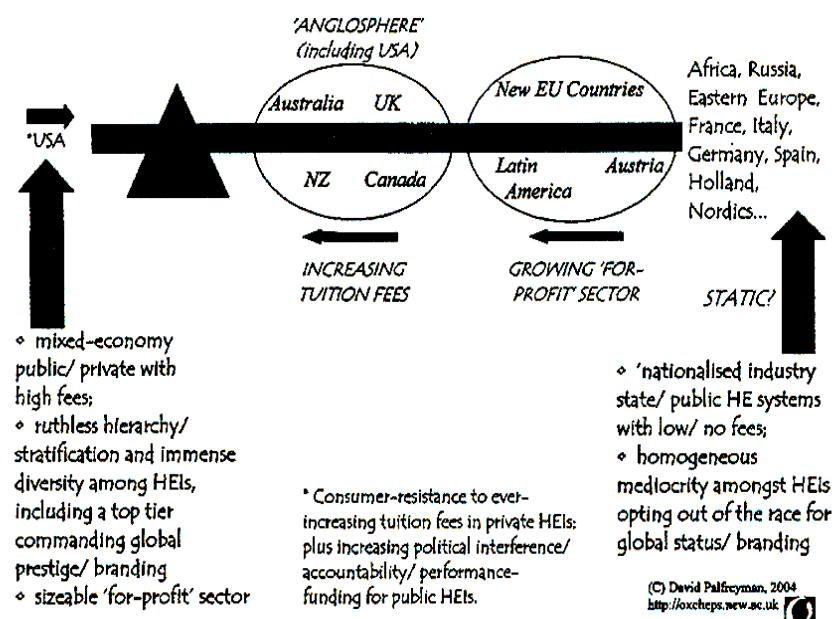 'ANGLOSPHERE'
(including USA)
*USA
Australia UK
NZ Canada
New EU Countries
Latin Austria
America
Africa, Russia,
Eastern Europe,
France, Italy,
Germany, Spain,
Holland,
Nordics...
INCREASING
TUITION FEES
GROWING 'FOR-
PROFIT' SECTOR
STATIC?
⋄ mixed-economy
public/ private with
high fees;
⋄ ruthless hierarchy/
stratification and immense
diversity among HEIs,
including a top tier
commanding global
prestige/ branding
⋄ sizeable 'for-profit' sector
* Consumer-resistance to ever-
increasing tuition fees in private HEIs;
plus increasing political interference/
accountability/ performance-
funding for public HEIs.
⋄ 'nationalised industry
state/ public HE systems
with low/ no fees;
⋄ homogeneous
mediocrity amongst HEIs
opting out of the race for
global status/ branding
(C) David Palfreyman, 2004
http://oxcheps.new.ac.uk